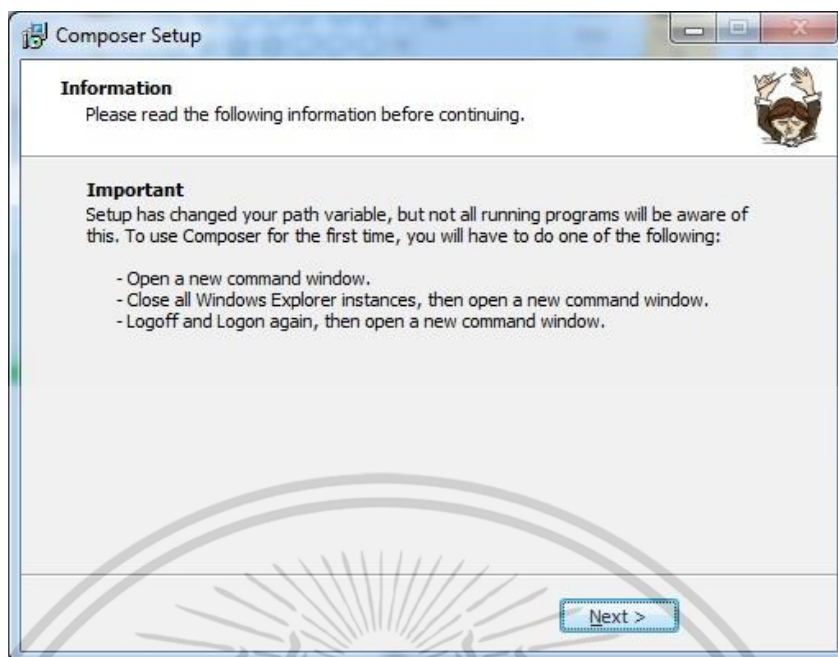 Composer Setup
Information
Please read the following information before continuing.
Important
Setup has changed your path variable, but not all running programs will be aware of
this. To use Composer for the first time, you will have to do one of the following:
- Open a new command window.
- Close all Windows Explorer instances, then open a new command window.
- Logoff and Logon again, then open a new command window.
Next >